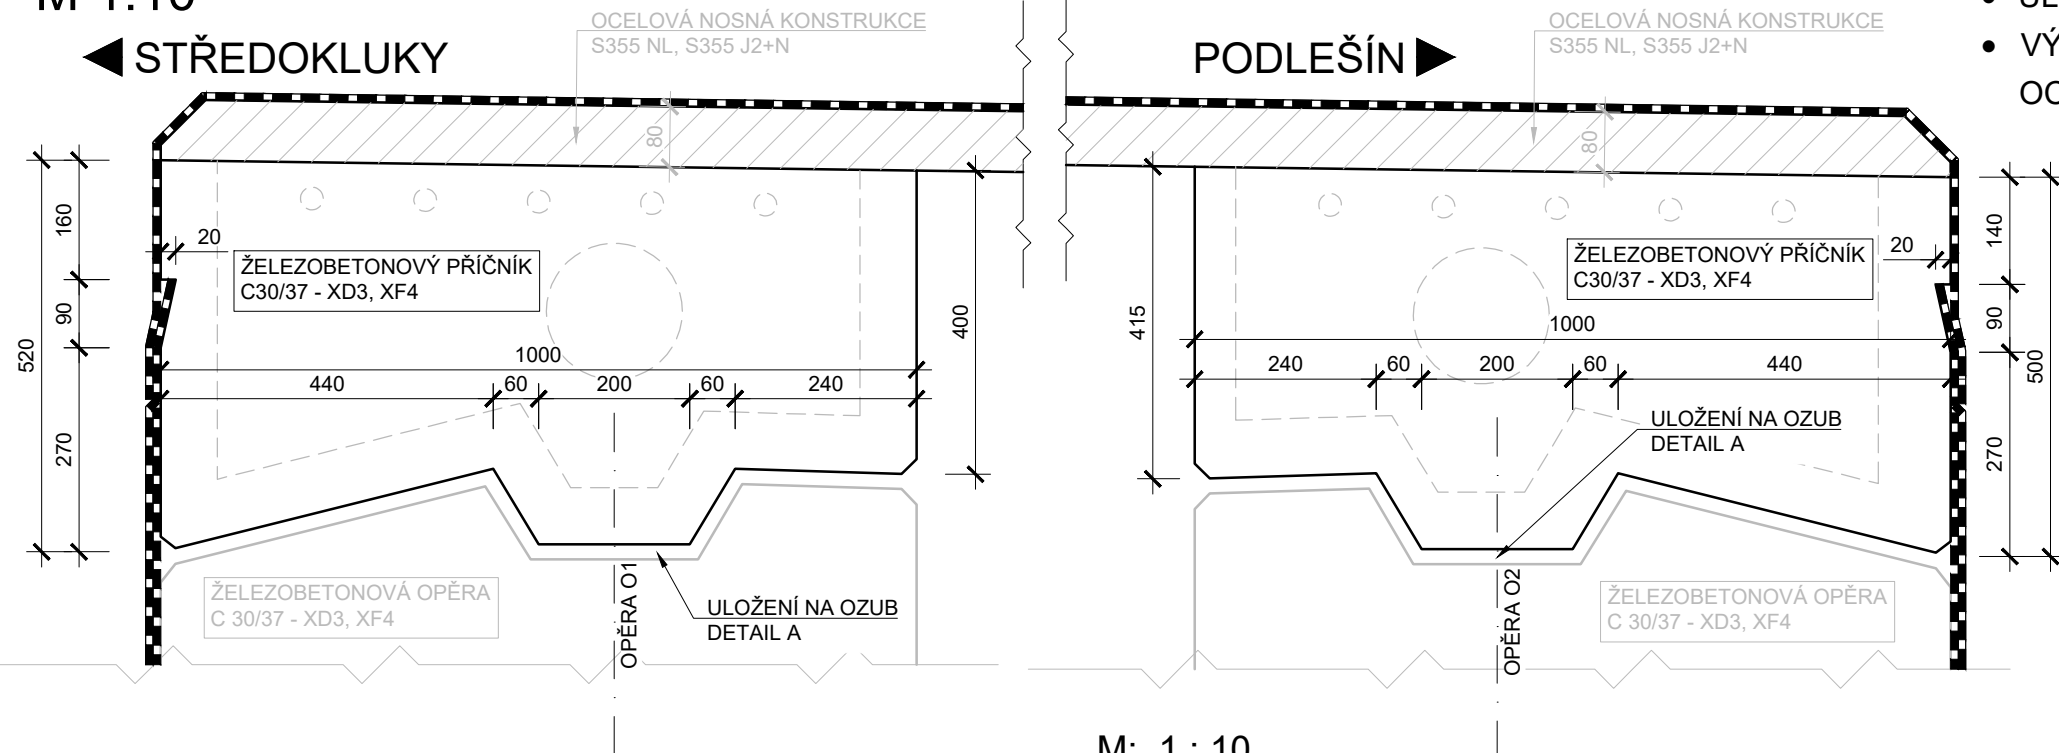 M 1:10
STŘEDOKLUKY
OCELOVÁ NOSNÁ KONSTRUKCE
S355 NL, S355 J2+N
80
160
20
90
520
270
ŽELEZOBETONOVÝ PŘÍČNÍK
C30/37 - XD3, XF4
1000
440 60 200 60 240
400
ŽELEZOBETONOVÁ OPĚRA
C 30/37 - XD3, XF4
OPĚRA O1
ULOŽENÍ NA OZUB
DETAIL A
PODLEŠÍN
OCELOVÁ NOSNÁ KONSTRUKCE
S355 NL, S355 J2+N
80
415
ŽELEZOBETONOVÝ PŘÍČNÍK
C30/37 - XD3, XF4
20
140
90
500
270
1000
240 60 200 60 440
ULOŽENÍ NA OZUB
DETAIL A
OPĚRA O2
ŽELEZOBETONOVÁ OPĚRA
C 30/37 - XD3, XF4
M: 1 : 10
• VÝ
OC